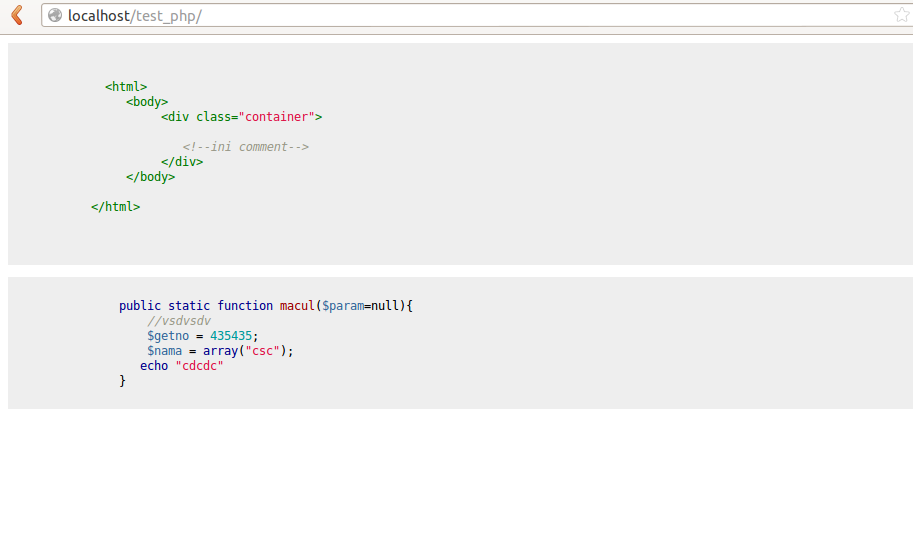 localhost/test_php/
<html>
<body>
<div class="container">
<!--ini comment-->
</div>
</body>
</html>
public static function macul($param=null){
//vsdvsdv
$getno = 435435;
$nama = array("csc");
echo "cdcdc"
}